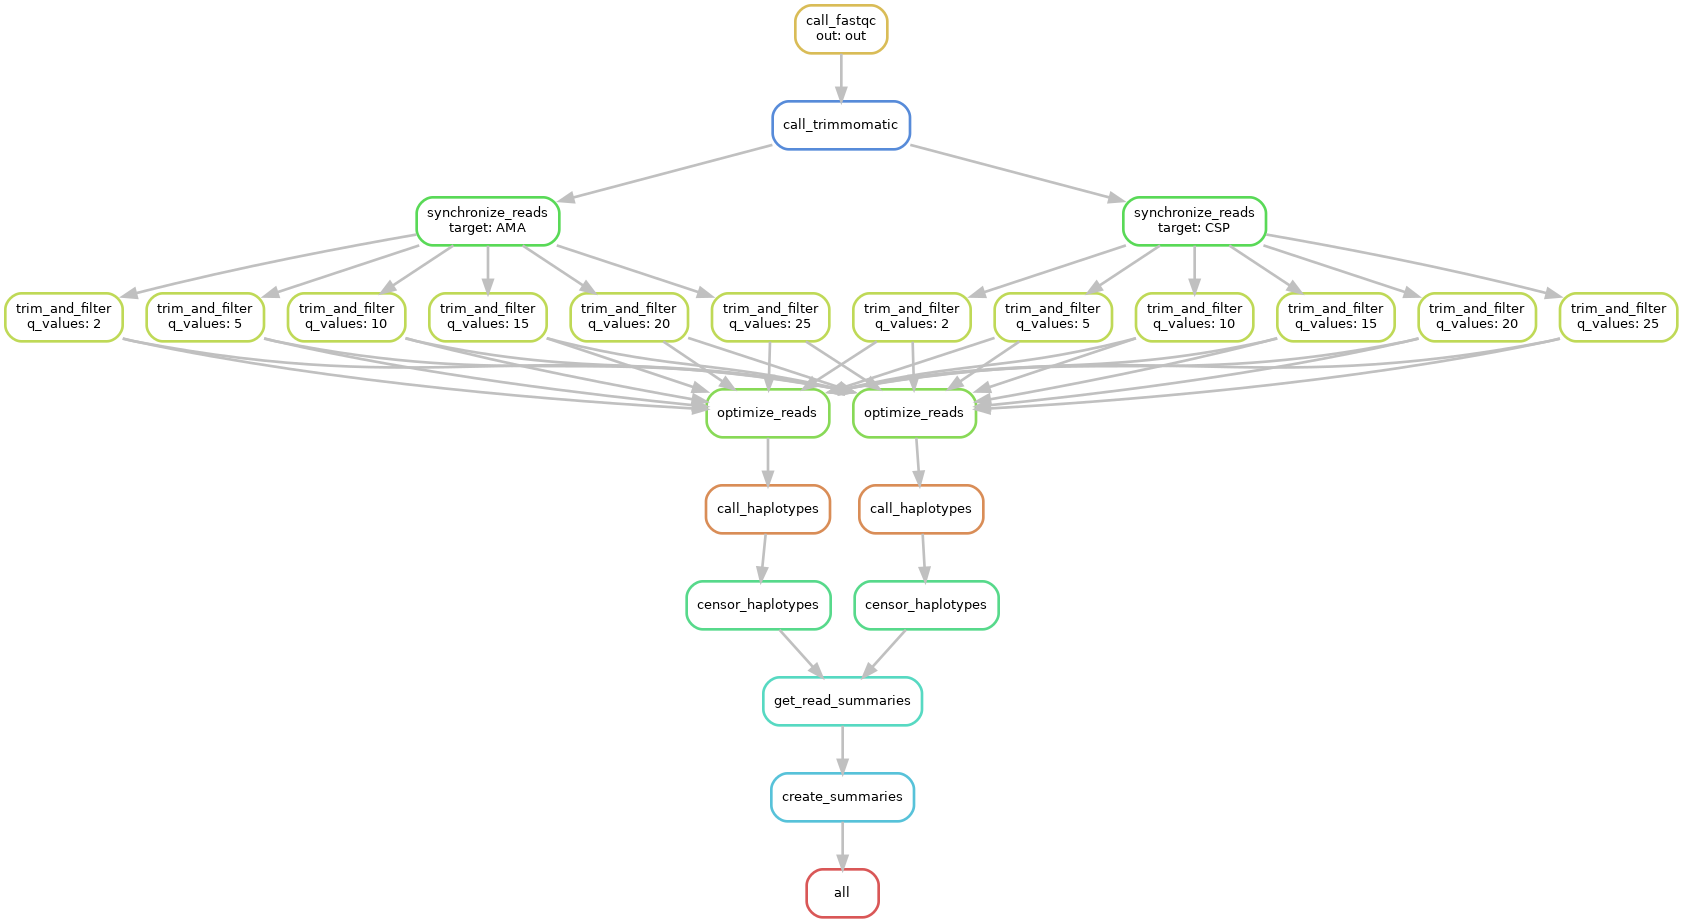 call_fastqc
out: out
call_trimmomatic
synchronize_reads
target: AMA
synchronize_reads
target: CSP
trim_and_filter
q_values: 2
trim_and_filter
q_values: 5
trim_and_filter
q_values: 10
trim_and_filter
q_values: 15
trim_and_filter
q_values: 20
trim_and_filter
q_values: 25
trim_and_filter
q_values: 2
trim_and_filter
q_values: 5
trim_and_filter
q_values: 10
trim_and_filter
q_values: 15
trim_and_filter
q_values: 20
trim_and_filter
q_values: 25
optimize_reads
optimize_reads
call_haplotypes
call_haplotypes
censor_haplotypes
censor_haplotypes
get_read_summaries
create_summaries
all